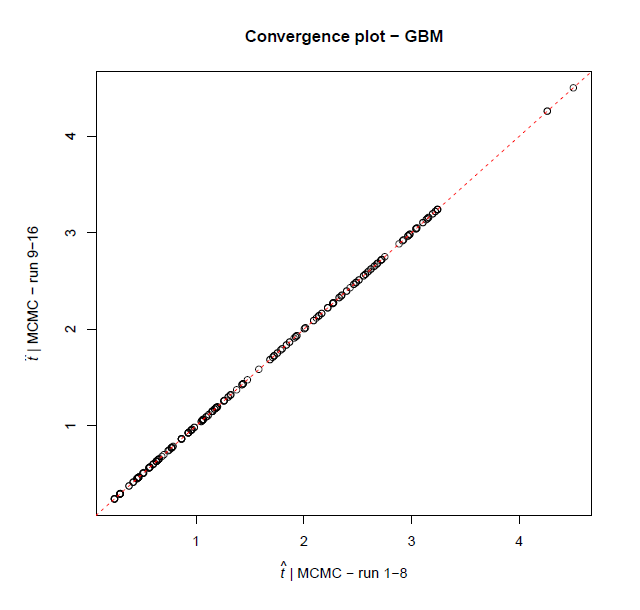 Convergence plot − GBM
4
3
2
1
t̂ | MCMC − run 9−16
1 2 3 4
t̂ | MCMC − run 1−8